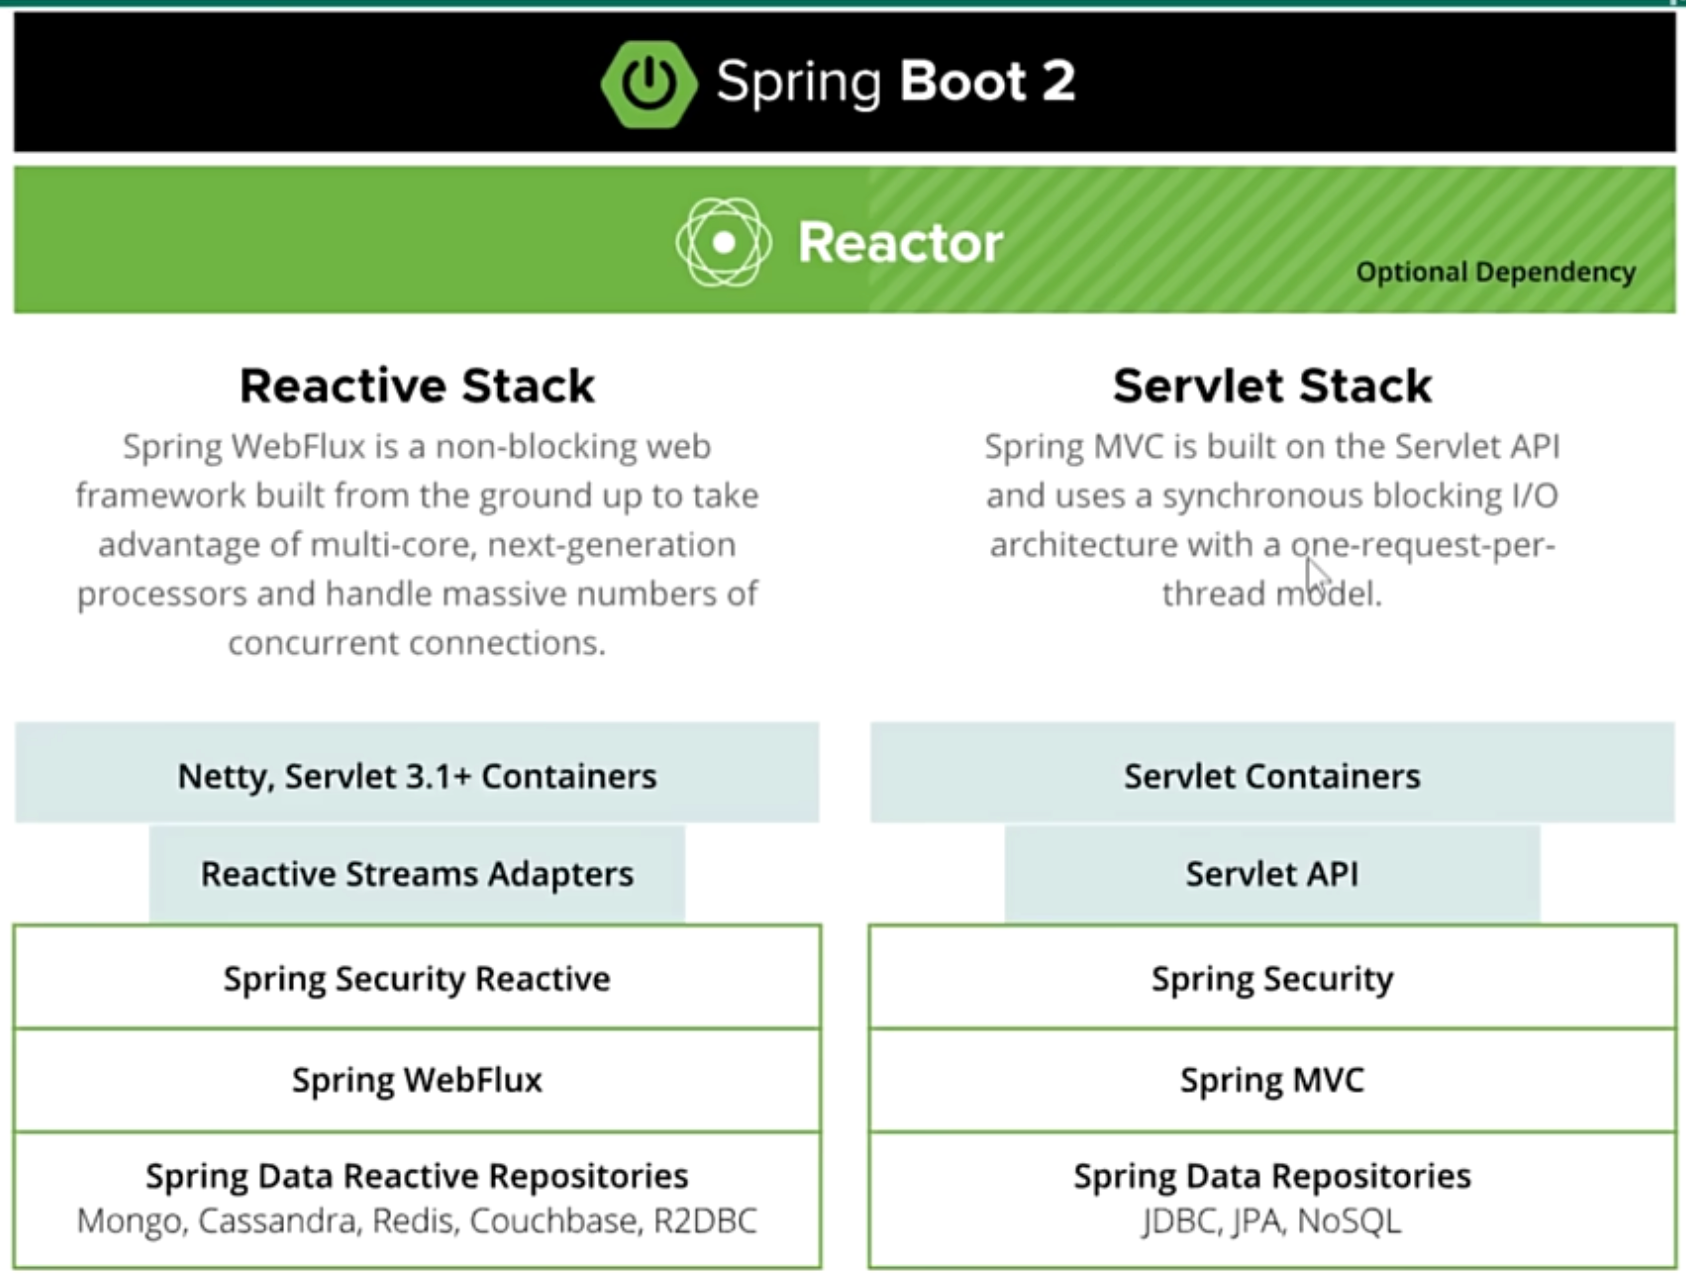 Spring Boot 2
Reactor
Optional Dependency
Reactive Stack
Spring WebFlux is a non-blocking web
framework built from the ground up to take
advantage of multi-core, next-generation
processors and handle massive numbers of
concurrent connections.
Servlet Stack
Spring MVC is built on the Servlet API
and uses a synchronous blocking I/O
architecture with a one-request-per-
thread model.
Netty, Servlet 3.1+ Containers
Reactive Streams Adapters
Spring Security Reactive
Spring WebFlux
Spring Data Reactive Repositories
Mongo, Cassandra, Redis, Couchbase, R2DBC
Servlet Containers
Servlet API
Spring Security
Spring MVC
Spring Data Repositories
JDBC, JPA, NoSQL